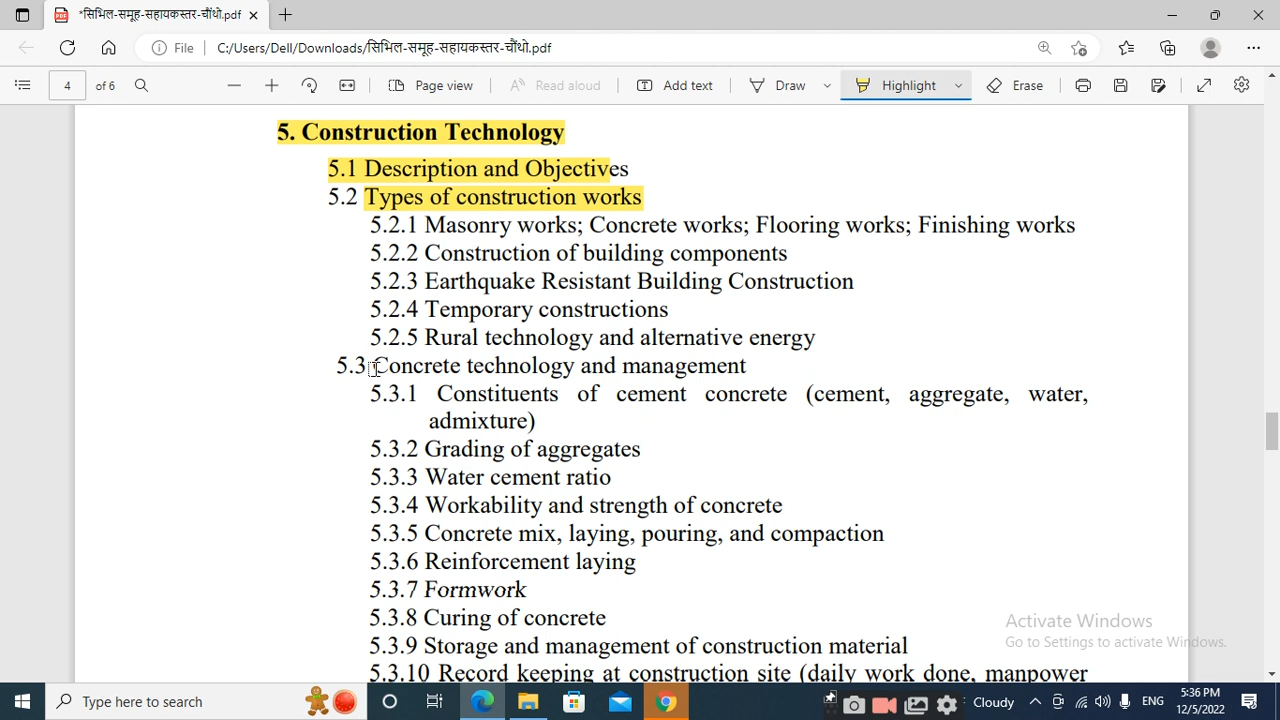 *सिभिल-समूह-सहायकस्तर-चौंथो.pdf
File C:/Users/Dell/Downloads/सिभिल-समूह-सहायकस्तर-चौंथो.pdf
4 of 6 Page view Read aloud Add text Draw Highlight Erase
5. Construction Technology
5.1 Description and Objectives
5.2 Types of construction works
5.2.1 Masonry works; Concrete works; Flooring works; Finishing works
5.2.2 Construction of building components
5.2.3 Earthquake Resistant Building Construction
5.2.4 Temporary constructions
5.2.5 Rural technology and alternative energy
5.3 Concrete technology and management
5.3.1 Constituents of cement concrete (cement, aggregate, water,
admixture)
5.3.2 Grading of aggregates
5.3.3 Water cement ratio
5.3.4 Workability and strength of concrete
5.3.5 Concrete mix, laying, pouring, and compaction
5.3.6 Reinforcement laying
5.3.7 Formwork
5.3.8 Curing of concrete
5.3.9 Storage and management of construction material
5.3.10 Record keeping at construction site (daily work done, manpower
Activate Windows
Go to Settings to activate Windows.
Type here to search Cloudy ENG 5:36 PM
12/5/2022